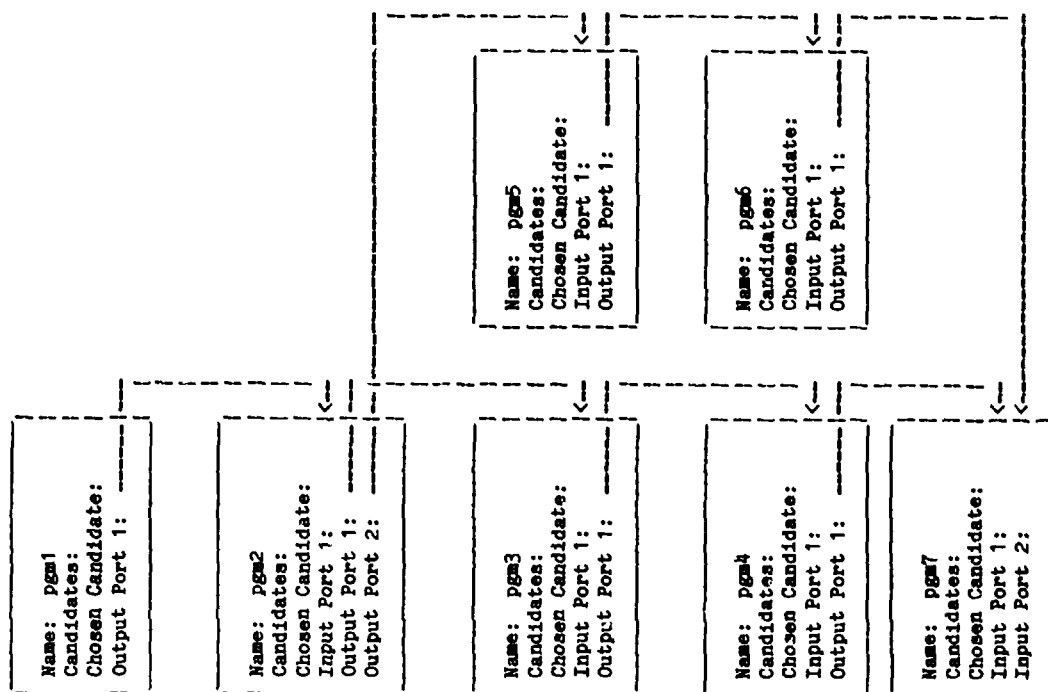 Name: pgm1
Candidates:
Chosen Candidate:
Output Port 1:
Name: pgm2
Candidates:
Chosen Candidate:
Input Port 1:
Output Port 1:
Output Port 2:
Name: pgm3
Candidates:
Chosen Candidate:
Input Port 1:
Output Port 1:
Name: pgm4
Candidates:
Chosen Candidate:
Input Port 1:
Output Port 1:
Name: pgm7
Candidates:
Chosen Candidate:
Input Port 1:
Input Port 2:
Name: pgm5
Candidates:
Chosen Candidate:
Input Port 1:
Output Port 1:
Name: pgm6
Candidates:
Chosen Candidate:
Input Port 1:
Output Port 1: